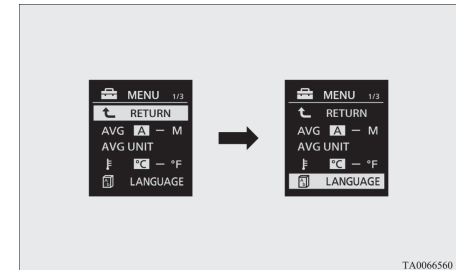 MENU 1/3
RETURN
AVG A – M
AVG UNIT
°C – °F
LANGUAGE
MENU 1/3
RETURN
AVG A – M
AVG UNIT
°C – °F
LANGUAGE
TA0066560